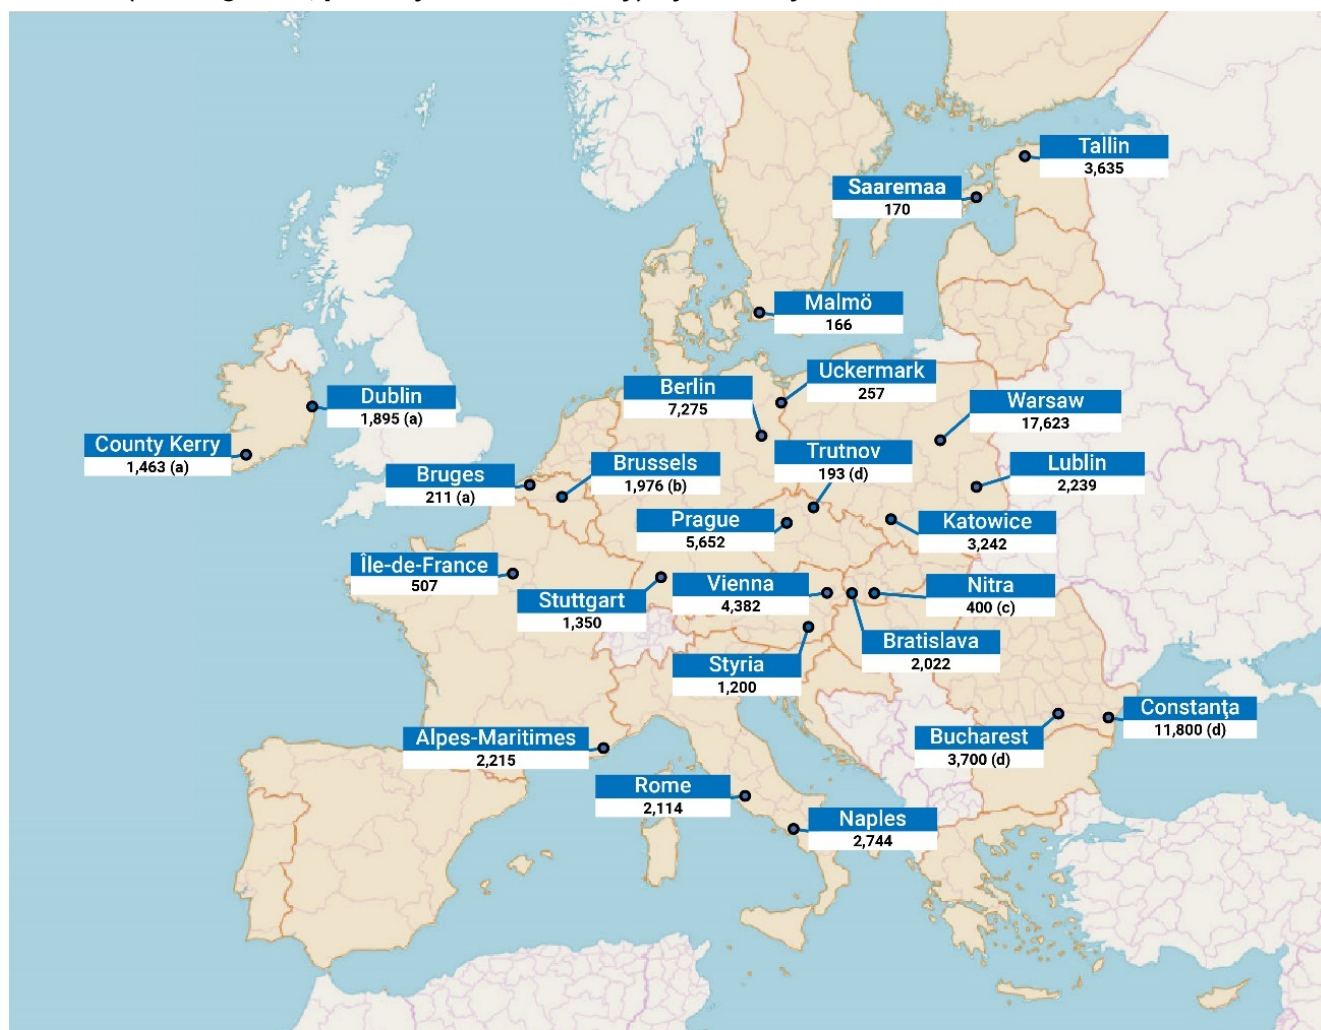 Tallin
3,635
Saaremaa
170
Malmö
166
Uckermark
257
Berlin
7,275
Dublin
1,895 (a)
Warsaw
17,623
County Kerry
1,463 (a)
Trutnov
193 (d)
Brussels
1,976 (b)
Lublin
2,239
Bruges
211 (a)
Prague
5,652
Katowice
3,242
Île-de-France
507
Vienna
4,382
Nitra
400 (c)
Stuttgart
1,350
Bratislava
2,022
Styria
1,200
Constanţa
11,800 (d)
Alpes-Maritimes
2,215
Bucharest
3,700 (d)
Rome
2,114
Naples
2,744